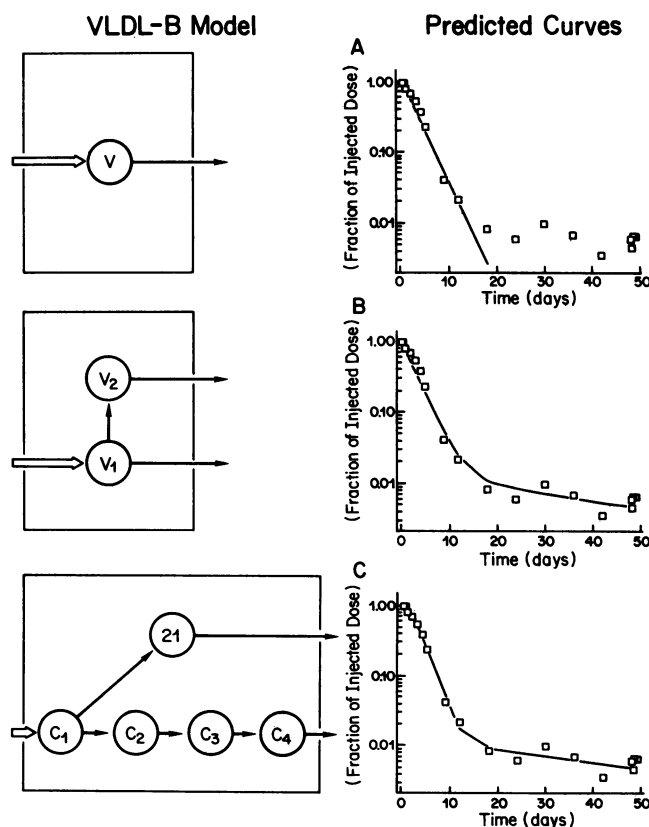 VLDL-B Model
Predicted Curves
A
V
(Fraction of Injected Dose)
1.00
0.10
0.01
0 10 20 30 40 50
Time (days)
B
V2
V1
(Fraction of Injected Dose)
1.00
0.10
0.01
0 10 20 30 40 50
Time (days)
C
21
C1
C2
C3
C4
(Fraction of Injected Dose)
1.00
0.10
0.01
0 10 20 30 40 50
Time (days)